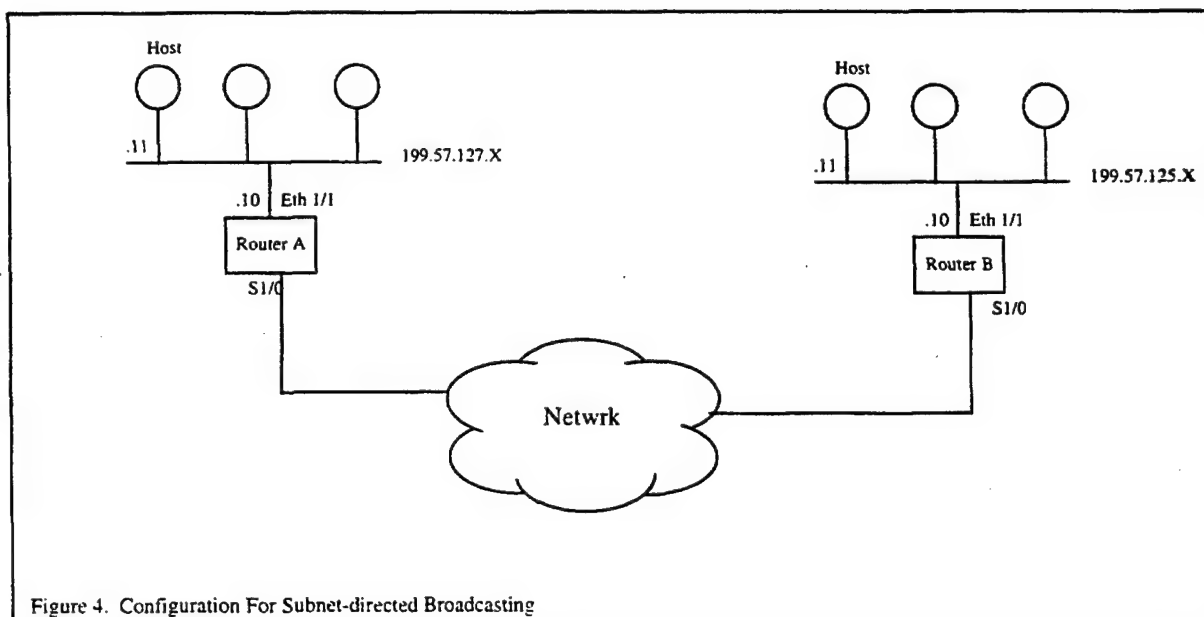 Host
.11
199.57.127.X
.10 Eth 1/1
Router A
S1/0
Host
.11
199.57.125.X
.10 Eth 1/1
Router B
S1/0
Netwrk
Figure 4. Configuration For Subnet-directed Broadcasting